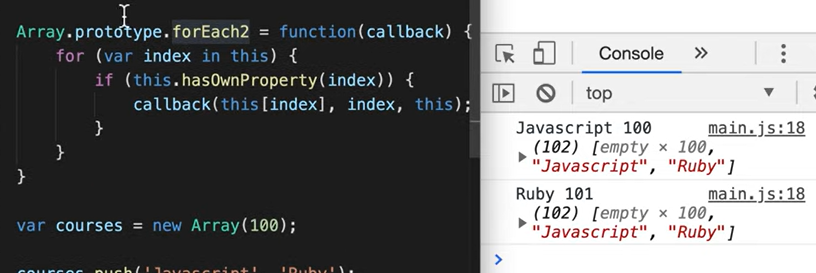 Array.prototype.forEach2 = function(callback) {
for (var index in this) {
if (this.hasOwnProperty(index)) {
callback(this[index], index, this);
}
}
}
var courses = new Array(100);
courses.push('Javascript', 'Ruby');
Console »
top ▼
Javascript 100 main.js:18
(102) [empty × 100,
"Javascript", "Ruby"]
Ruby 101 main.js:18
(102) [empty × 100,
"Javascript", "Ruby"]